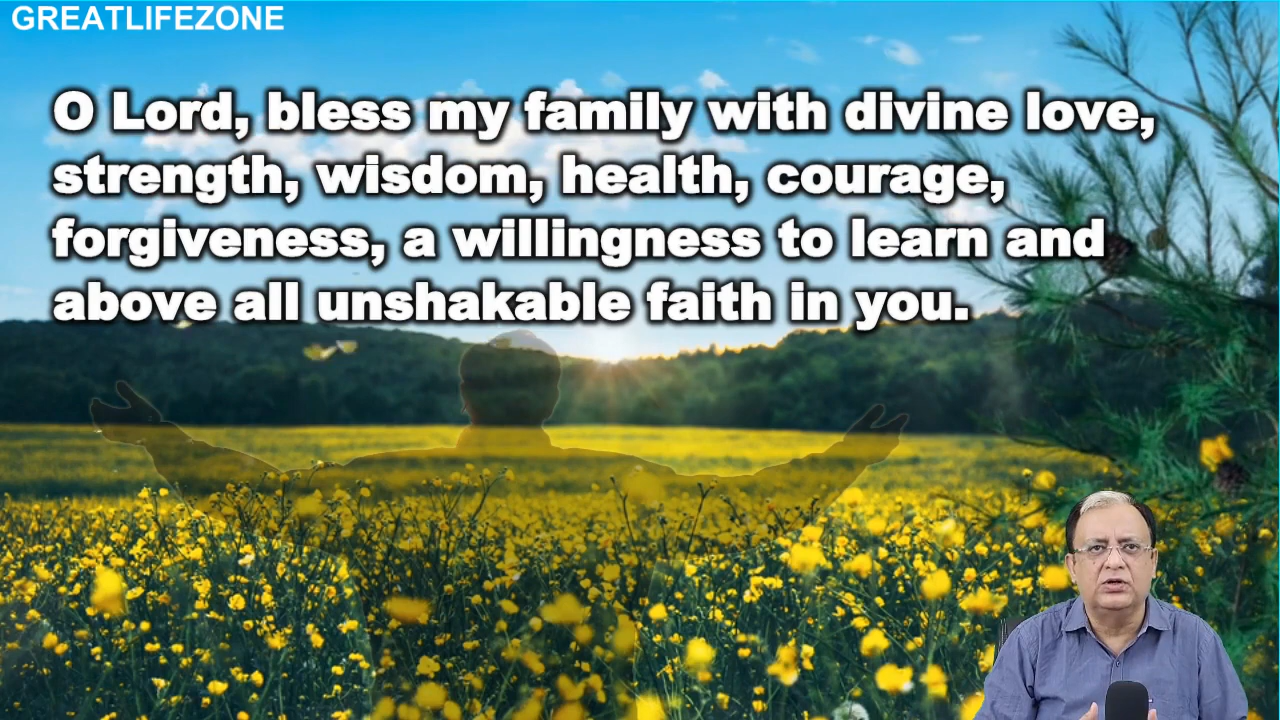 GREATLIFEZONE
O Lord, bless my family with divine love,
strength, wisdom, health, courage,
forgiveness, a willingness to learn and
above all unshakable faith in you.